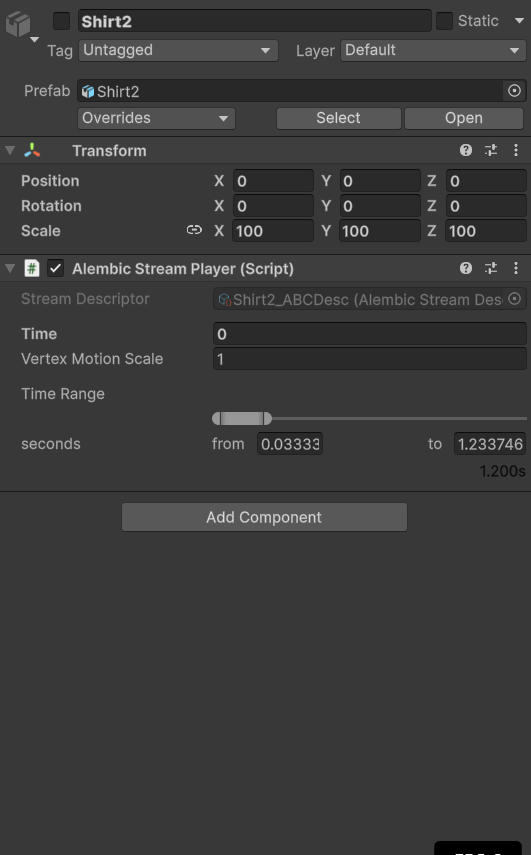 Shirt2
Static
Tag Untagged Layer Default
Prefab Shirt2
Overrides Select Open
Transform
Position X 0 Y 0 Z 0
Rotation X 0 Y 0 Z 0
Scale X 100 Y 100 Z 100
# Alembic Stream Player (Script)
Stream Descriptor Shirt2_ABCDesc (Alembic Stream Des
Time 0
Vertex Motion Scale 1
Time Range
seconds from 0.03333 to 1.233746
1.200s
Add Component